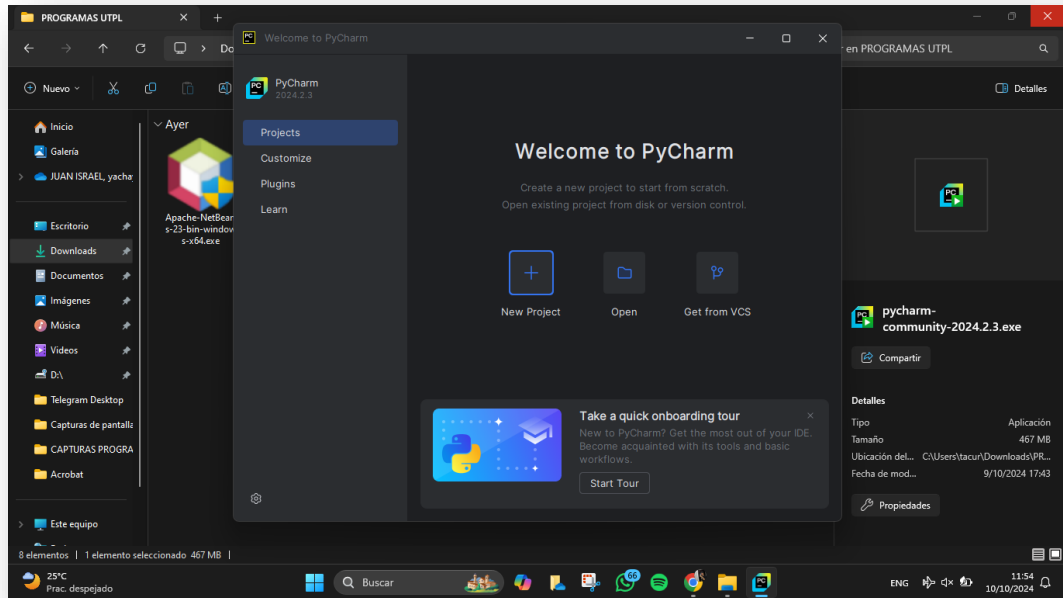 PROGRAMAS UTPL
Do
en PROGRAMAS UTPL
Nuevo
Detalles
Inicio
Galería
JUAN ISRAEL, yacha
Escritorio
Downloads
Documentos
Imágenes
Música
Videos
D:\
Telegram Desktop
Capturas de pantalla
CAPTURAS PROGRA
Acrobat
Este equipo
Ayer
Apache-NetBean
s-23-bin-window
s-x64.exe
PC
Welcome to PyCharm
PC
PyCharm
2024.2.3
Projects
Customize
Plugins
Learn
Welcome to PyCharm
Create a new project to start from scratch.
Open existing project from disk or version control.
New Project
Open
Get from VCS
Take a quick onboarding tour
New to PyCharm? Get the most out of your IDE.
Become acquainted with its tools and basic
workflows.
Start Tour
PC
PC
pycharm-
community-2024.2.3.exe
Compartir
Detalles
Tipo Aplicación
Tamaño 467 MB
Ubicación del... C:\Users\tacur\Downloads\PR...
Fecha de mod... 9/10/2024 17:43
Propiedades
8 elementos
1 elemento seleccionado 467 MB
25°C
Prac. despejado
Buscar
66
PC
ENG
11:54
10/10/2024